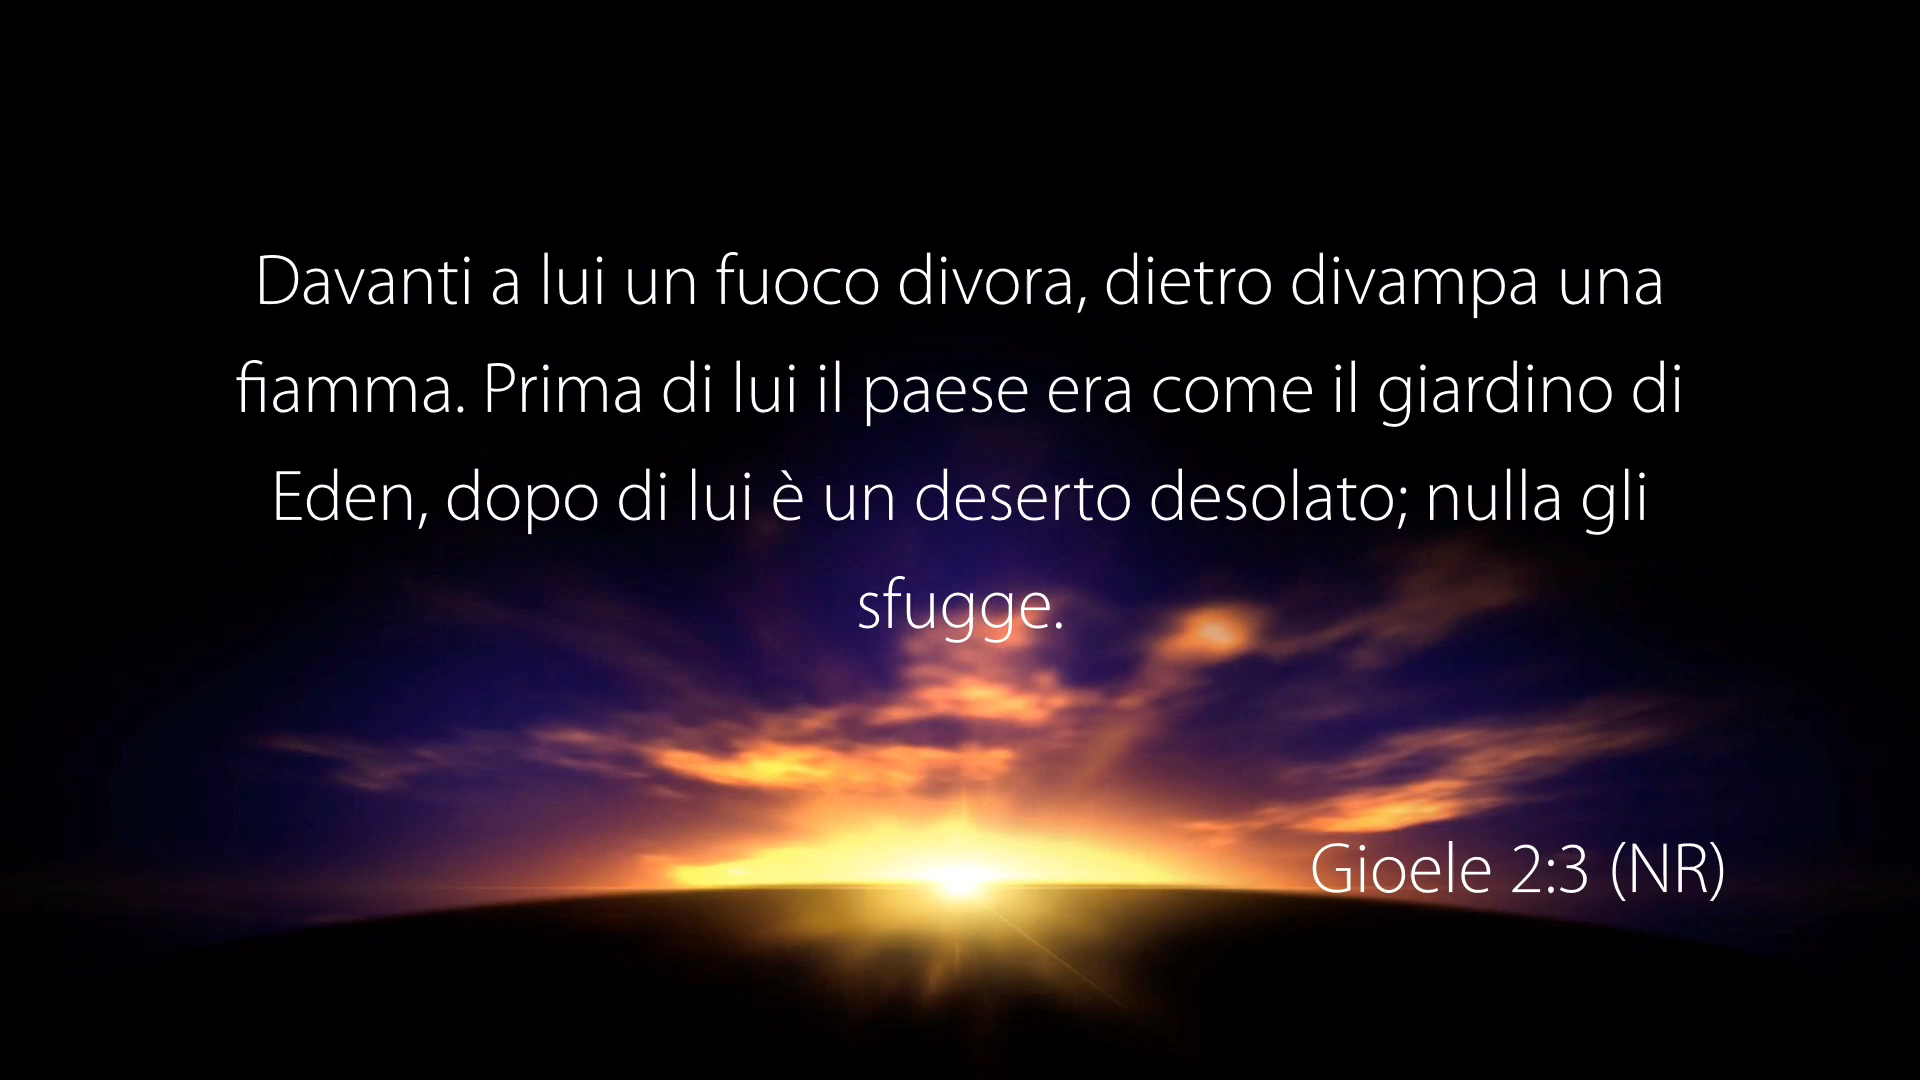 Davanti a lui un fuoco divora, dietro divampa una
fiamma. Prima di lui il paese era come il giardino di
Eden, dopo di lui è un deserto desolato; nulla gli
sfugge.
Gioele 2:3 (NR)